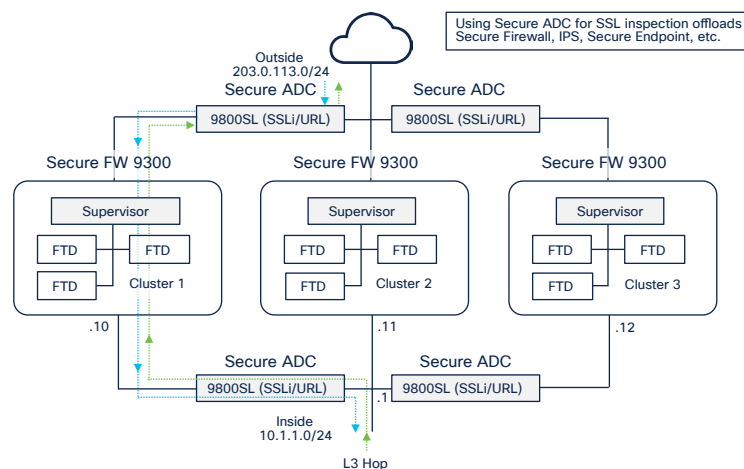 Using Secure ADC for SSL inspection offloads
Secure Firewall, IPS, Secure Endpoint, etc.
Outside
203.0.113.0/24
Secure ADC
Secure ADC
9800SL (SSLi/URL)
9800SL (SSLi/URL)
Secure FW 9300
Secure FW 9300
Secure FW 9300
Supervisor
Supervisor
Supervisor
FTD
FTD
FTD
FTD
FTD
FTD
FTD
Cluster 1
FTD
Cluster 2
FTD
Cluster 3
.10
.11
.12
Secure ADC
Secure ADC
9800SL (SSLi/URL)
.1
9800SL (SSLi/URL)
Inside
10.1.1.0/24
L3 Hop